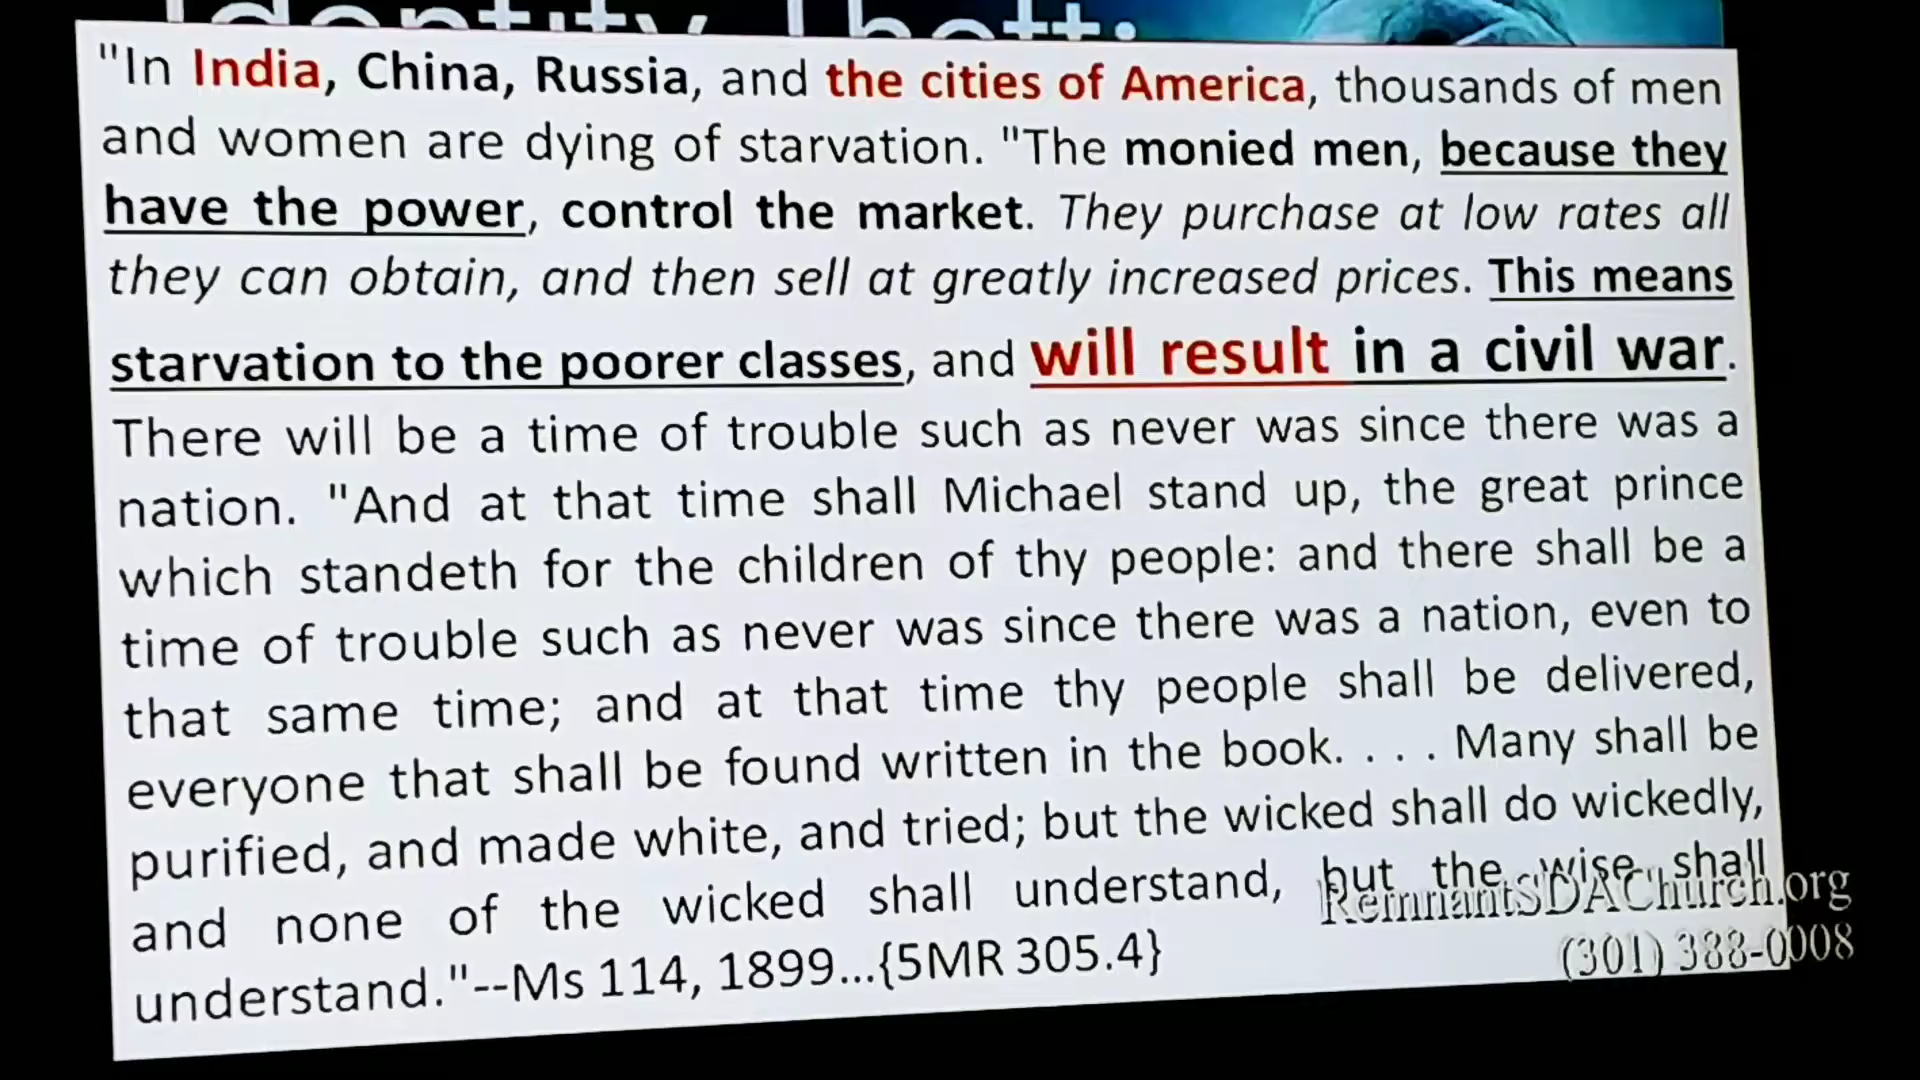 Identity Theft:
"In India, China, Russia, and the cities of America, thousands of men
and women are dying of starvation. "The monied men, because they
have the power, control the market. They purchase at low rates all
they can obtain, and then sell at greatly increased prices. This means
starvation to the poorer classes, and will result in a civil war.
There will be a time of trouble such as never was since there was a
nation. "And at that time shall Michael stand up, the great prince
which standeth for the children of thy people: and there shall be a
time of trouble such as never was since there was a nation, even to
that same time; and at that time thy people shall be delivered,
everyone that shall be found written in the book. . . . Many shall be
purified, and made white, and tried; but the wicked shall do wickedly,
and none of the wicked shall understand, but the wise shall
understand."--Ms 114, 1899...{5MR 305.4}
RemnantSDAChurch.org
(301) 388-0008